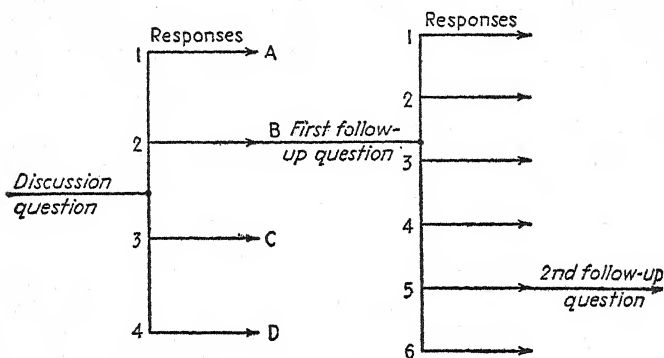 Responses
1 A
2 B
Discussion
question
3 C
4 D
First follow-
up question
Responses
1
2
3
4
5
2nd follow-up
question
6